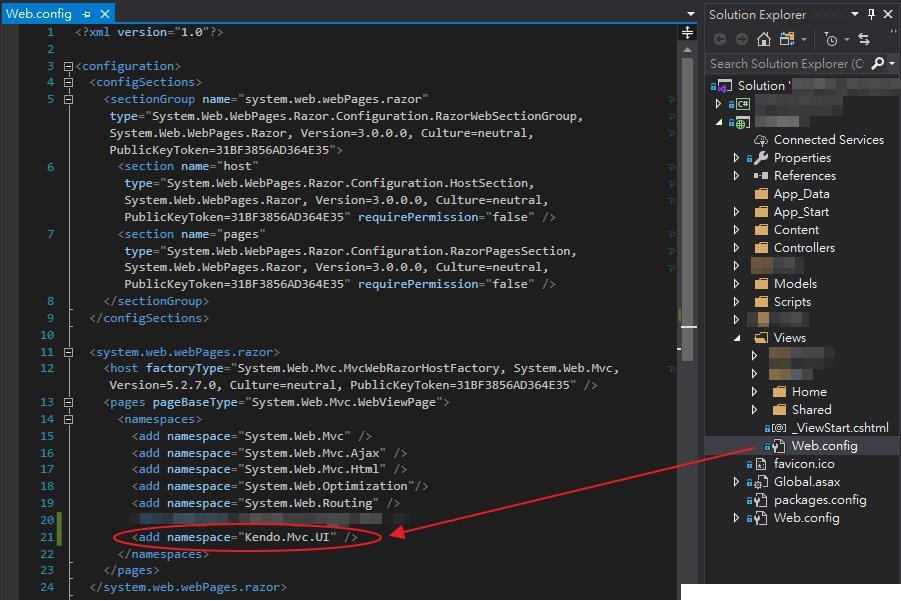 Web.config
1 <?xml version="1.0"?>
2
3 <configuration>
4 <configSections>
5 <sectionGroup name="system.web.webPages.razor"
type="System.Web.WebPages.Razor.Configuration.RazorWebSectionGroup,
System.Web.WebPages.Razor, Version=3.0.0.0, Culture=neutral,
PublicKeyToken=31BF3856AD364E35">
6 <section name="host"
type="System.Web.WebPages.Razor.Configuration.HostSection,
System.Web.WebPages.Razor, Version=3.0.0.0, Culture=neutral,
PublicKeyToken=31BF3856AD364E35" requirePermission="false" />
7 <section name="pages"
type="System.Web.WebPages.Razor.Configuration.RazorPagesSection,
System.Web.WebPages.Razor, Version=3.0.0.0, Culture=neutral,
PublicKeyToken=31BF3856AD364E35" requirePermission="false" />
8 </sectionGroup>
9 </configSections>
10
11 <system.web.webPages.razor>
12 <host factoryType="System.Web.Mvc.MvcWebRazorHostFactory, System.Web.Mvc,
Version=5.2.7.0, Culture=neutral, PublicKeyToken=31BF3856AD364E35" />
13 <pages pageBaseType="System.Web.Mvc.WebViewPage">
14 <namespaces>
15 <add namespace="System.Web.Mvc" />
16 <add namespace="System.Web.Mvc.Ajax" />
17 <add namespace="System.Web.Mvc.Html" />
18 <add namespace="System.Web.Optimization"/>
19 <add namespace="System.Web.Routing" />
20
21 <add namespace="Kendo.Mvc.UI" />
22 </namespaces>
23 </pages>
24 </system.web.webPages.razor>
Solution Explorer
Search Solution Explorer (C
Solution '
C#
Connected Services
Properties
References
App_Data
App_Start
Content
Controllers
Models
Scripts
Views
Home
Shared
_ViewStart.cshtml
Web.config
favicon.ico
Global.asax
packages.config
Web.config